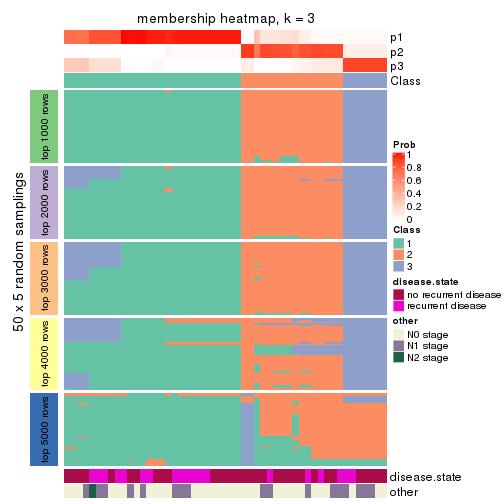 membership heatmap, k = 3
p1
p2
p3
Class
50 x 5 random samplings
top 1000 rows
top 2000 rows
top 3000 rows
top 4000 rows
top 5000 rows
Prob
1
0.8
0.6
0.4
0.2
0
Class
1
2
3
disease.state
no recurrent disease
recurrent disease
other
N0 stage
N1 stage
N2 stage
disease.state
other